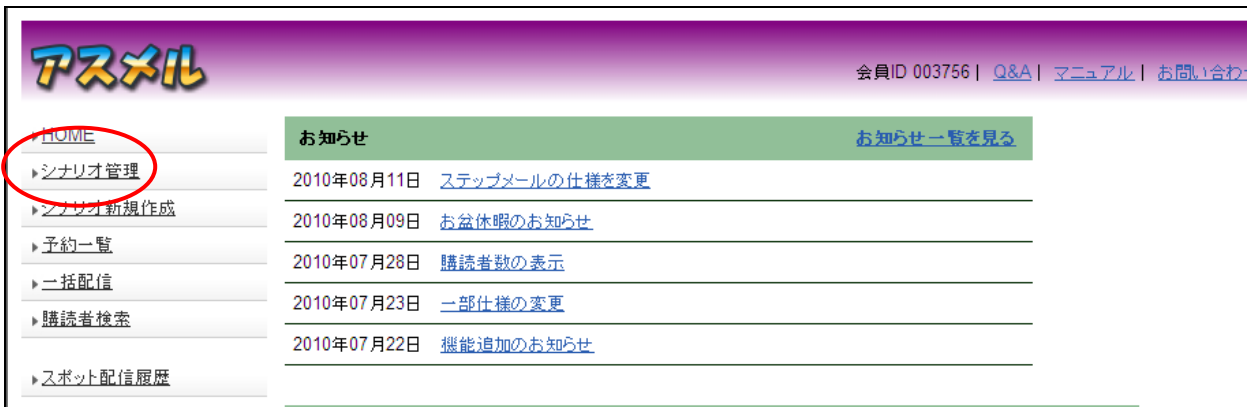 アスメル
会員ID 003756 | Q&A | マニュアル | お問い合わ
HOME
シナリオ管理
シナリオ新規作成
予約一覧
一括配信
購読者検索
スポット配信履歴
お知らせ お知らせ一覧を見る
2010年08月11日 ステップメールの仕様を変更
2010年08月09日 お盆休暇のお知らせ
2010年07月28日 購読者数の表示
2010年07月23日 一部仕様の変更
2010年07月22日 機能追加のお知らせ